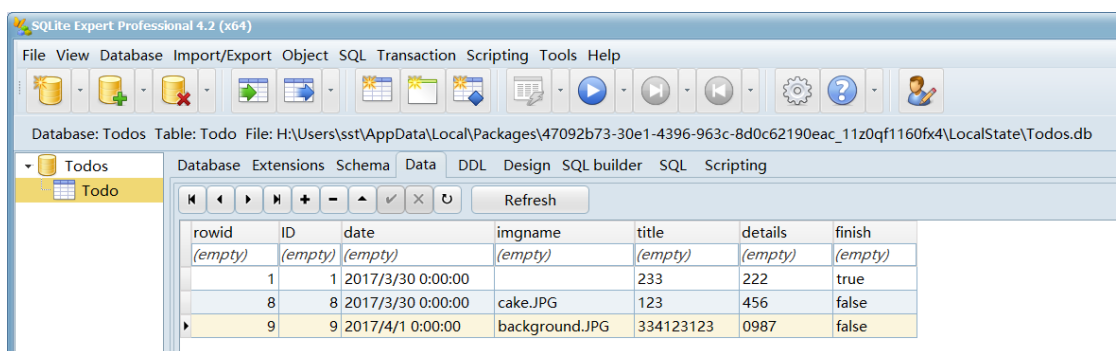 SQLite Expert Professional 4.2 (x64)
File View Database Import/Export Object SQL Transaction Scripting Tools Help
Database: Todos Table: Todo File: H:\Users\sst\AppData\Local\Packages\47092b73-30e1-4396-963c-8d0c62190eac_11z0qf1160fx4\LocalState\Todos.db
Todos
Todo
Database Extensions Schema Data DDL Design SQL builder SQL Scripting
Refresh
rowid ID date imgname title details finish
(empty) (empty) (empty) (empty) (empty) (empty) (empty)
1 1 2017/3/30 0:00:00 233 222 true
8 8 2017/3/30 0:00:00 cake.JPG 123 456 false
9 9 2017/4/1 0:00:00 background.JPG 334123123 0987 false